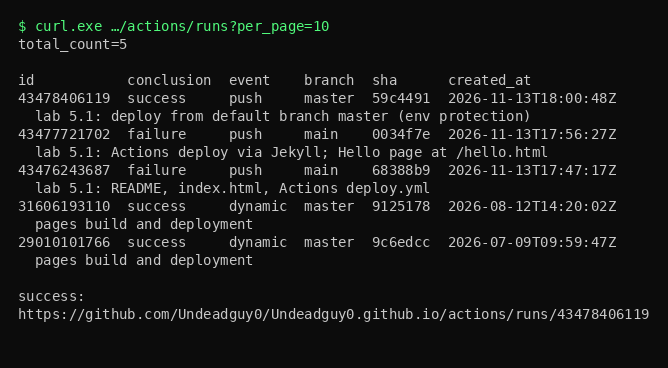 $ curl.exe …/actions/runs?per_page=10
total_count=5
id           conclusion  event    branch  sha      created_at
43478406119  success     push     master  59c4491  2026-11-13T18:00:48Z
  lab 5.1: deploy from default branch master (env protection)
43477721702  failure     push     main    0034f7e  2026-11-13T17:56:27Z
  lab 5.1: Actions deploy via Jekyll; Hello page at /hello.html
43476243687  failure     push     main    68388b9  2026-11-13T17:47:17Z
  lab 5.1: README, index.html, Actions deploy.yml
31606193110  success     dynamic  master  9125178  2026-08-12T14:20:02Z
  pages build and deployment
29010101766  success     dynamic  master  9c6edcc  2026-07-09T09:59:47Z
  pages build and deployment
success:
https://github.com/Undeadguy0/Undeadguy0.github.io/actions/runs/43478406119